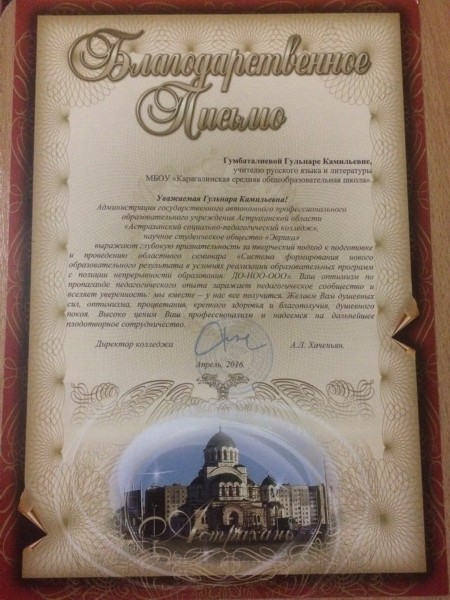 Благодарственное
Письмо
Гумбаталиевой Гульнаре Камильевне,
учителю русского языка и литературы
МБОУ «Каралинская средняя общеобразовательная школа».
Уважаемая Гульнара Камильевна!
Администрация государственного автономного профессионального
образовательного учреждения Астраханской области
«Астраханский социально-педагогический колледж»,
научное студенческое общество «Эврика»
выражают глубокую признательность за творческий подход к подготовке
и проведению областного семинара «Система формирования нового
образовательного результата в условиях реализации образовательных программ
с позиции непрерывности образования: ДО-НОО-ООО». Ваш оптимизм по
пропаганде педагогического опыта заражает педагогическое сообщество и
вселяет уверенность: мы вместе – у нас все получится. Желаем Вам душевных
сил, оптимизма, процветания, крепкого здоровья и благополучия, душевного
покоя. Высоко ценим Ваш профессионализм и надеемся на дальнейшее
плодотворное сотрудничество.
Директор колледжа А.Л. Хаченьян.
Апрель, 2016.
Астрахань